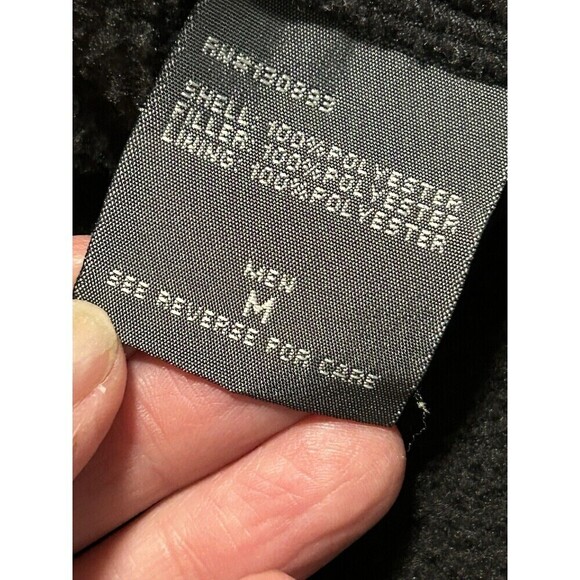 RN#130893
SHELL 100%POLYESTER
FILLER 100%POLYESTER
LINING 100%POLYESTER
MEN
M
SEE REVERSE FOR CARE